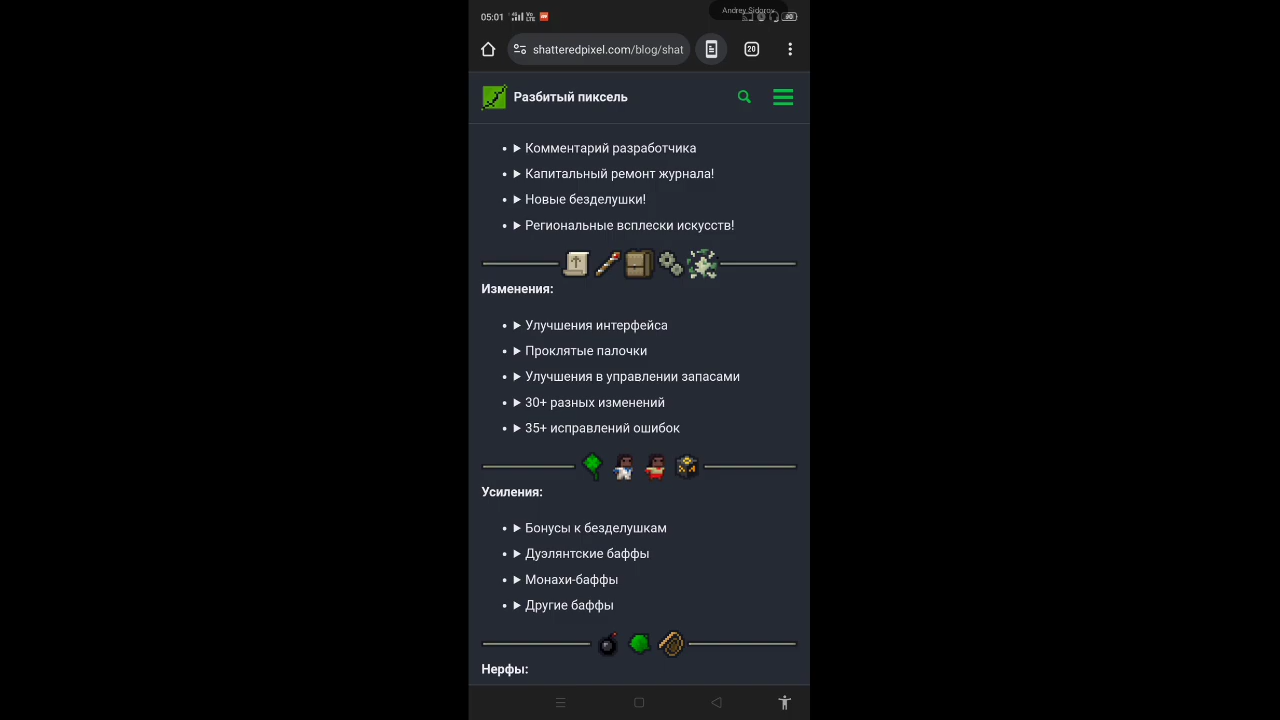 Andrey Sidorov
05:01
shatteredpixel.com/blog/shat
20
Разбитый пиксель
Комментарий разработчика
Капитальный ремонт журнала!
Новые безделушки!
Региональные всплески искусств!
Изменения:
Улучшения интерфейса
Проклятые палочки
Улучшения в управлении запасами
30+ разных изменений
35+ исправлений ошибок
Усиления:
Бонусы к безделушкам
Дуэлянтские баффы
Монахи-баффы
Другие баффы
Нерфы: